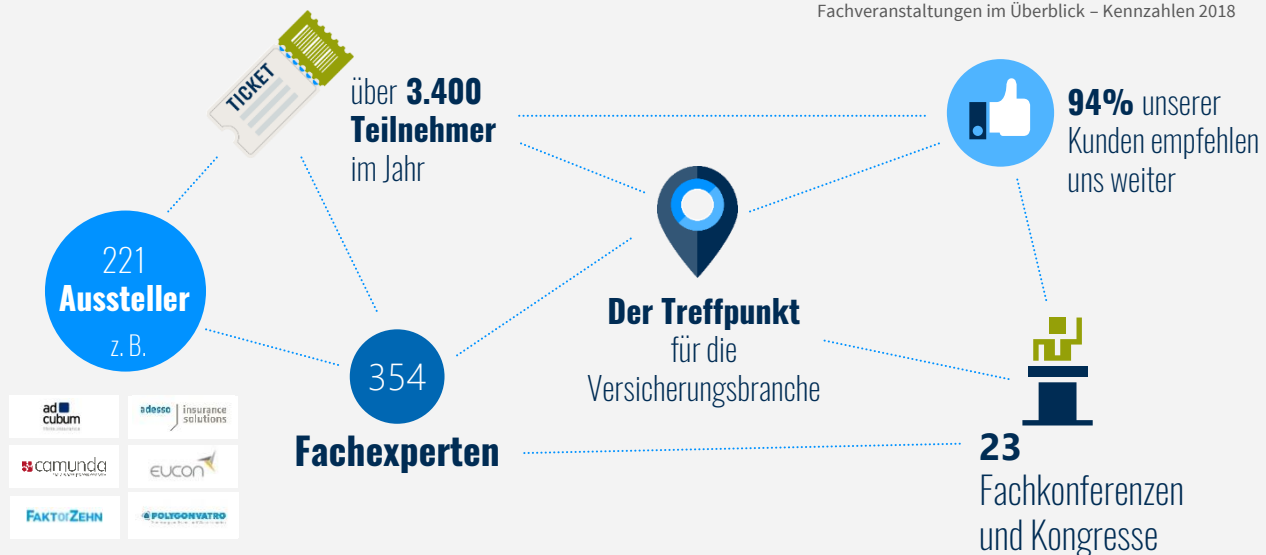 Fachveranstaltungen im Überblick – Kennzahlen 2018
TICKET
über 3.400
Teilnehmer
im Jahr
94% unserer
Kunden empfehlen
uns weiter
221
Aussteller
z. B.
Der Treffpunkt
für die
Versicherungsbranche
354
Fachexperten
23
Fachkonferenzen
und Kongresse
ad
cubum
adesso insurance
solutions
camunda
EUCON
FAKTOR ZEHN
POLYGONVATRO